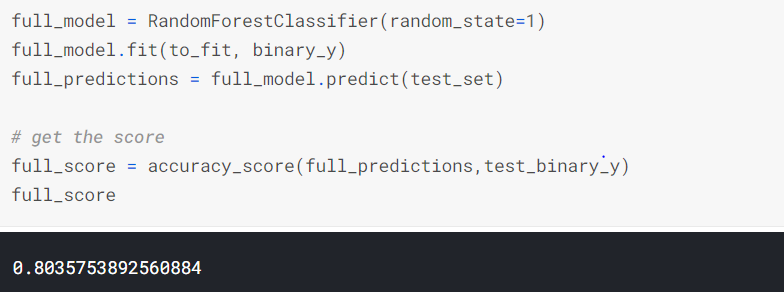 full_model = RandomForestClassifier(random_state=1)
full_model.fit(to_fit, binary_y)
full_predictions = full_model.predict(test_set)
# get the score
full_score = accuracy_score(full_predictions,test_binary_y)
full_score
0.8035753892560884